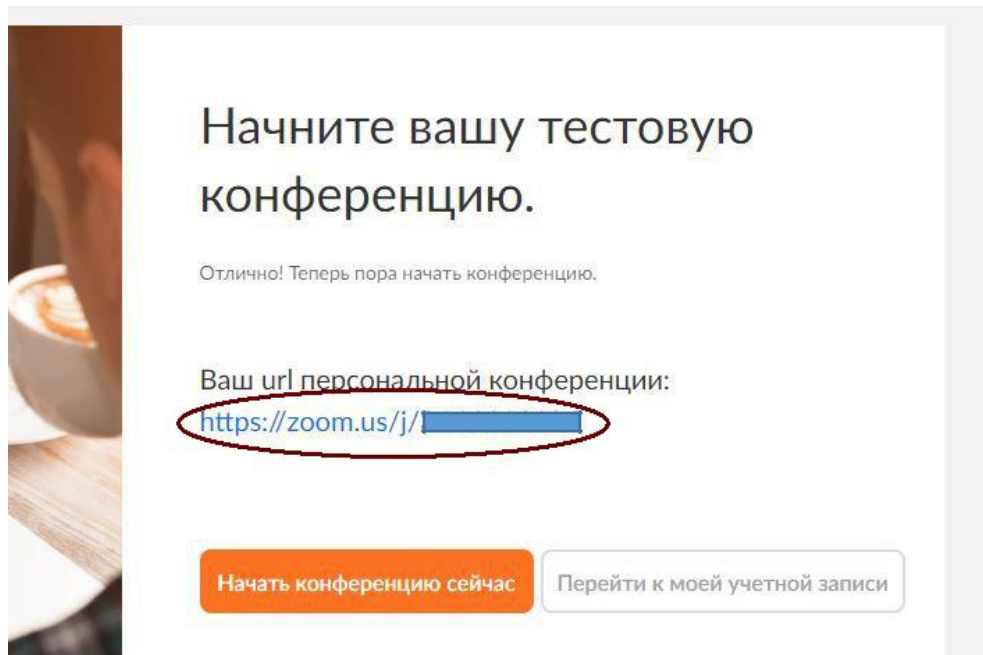 Начните вашу тестовую
конференцию.
Отлично! Теперь пора начать конференцию.
Ваш url персональной конференции:
https://zoom.us/j/
Начать конференцию сейчас
Перейти к моей учетной записи